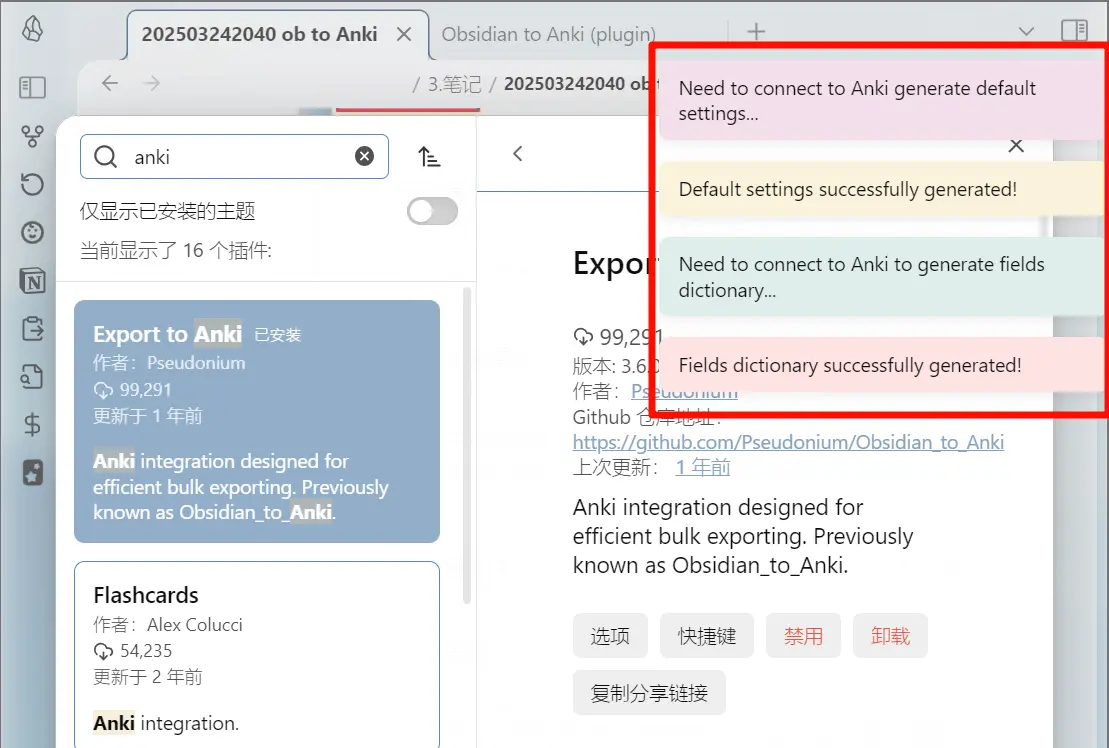 202503242040 ob to Anki
Obsidian to Anki (plugin)
/ 3.笔记 / 202503242040 ob
Need to connect to Anki generate default
settings...
Default settings successfully generated!
Need to connect to Anki to generate fields
dictionary...
Fields dictionary successfully generated!
anki
仅显示已安装的主题
当前显示了 16 个插件:
Export to Anki 已安装
作者：Pseudonium
99,291
更新于 1 年前
Anki integration designed for
efficient bulk exporting. Previously
known as Obsidian_to_Anki.
Flashcards
作者：Alex Colucci
54,235
更新于 2 年前
Anki integration.
Expor
99,291
版本: 3.6.0
作者：Pseudonium
Github 仓库地址：
https://github.com/Pseudonium/Obsidian_to_Anki
上次更新： 1 年前
Anki integration designed for
efficient bulk exporting. Previously
known as Obsidian_to_Anki.
选项 快捷键 禁用 卸载
复制分享链接